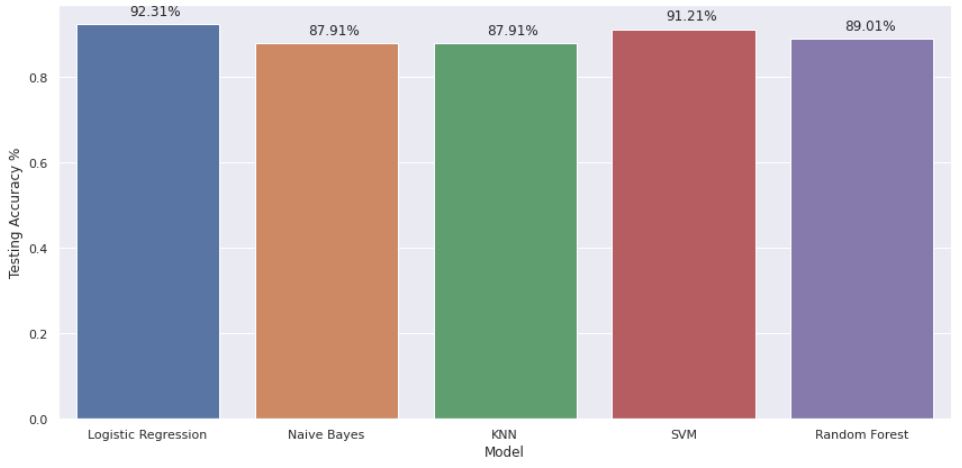 92.31%
87.91%
87.91%
91.21%
89.01%
Testing Accuracy %
0.8
0.6
0.4
0.2
0.0
Logistic Regression
Naive Bayes
KNN
SVM
Random Forest
Model